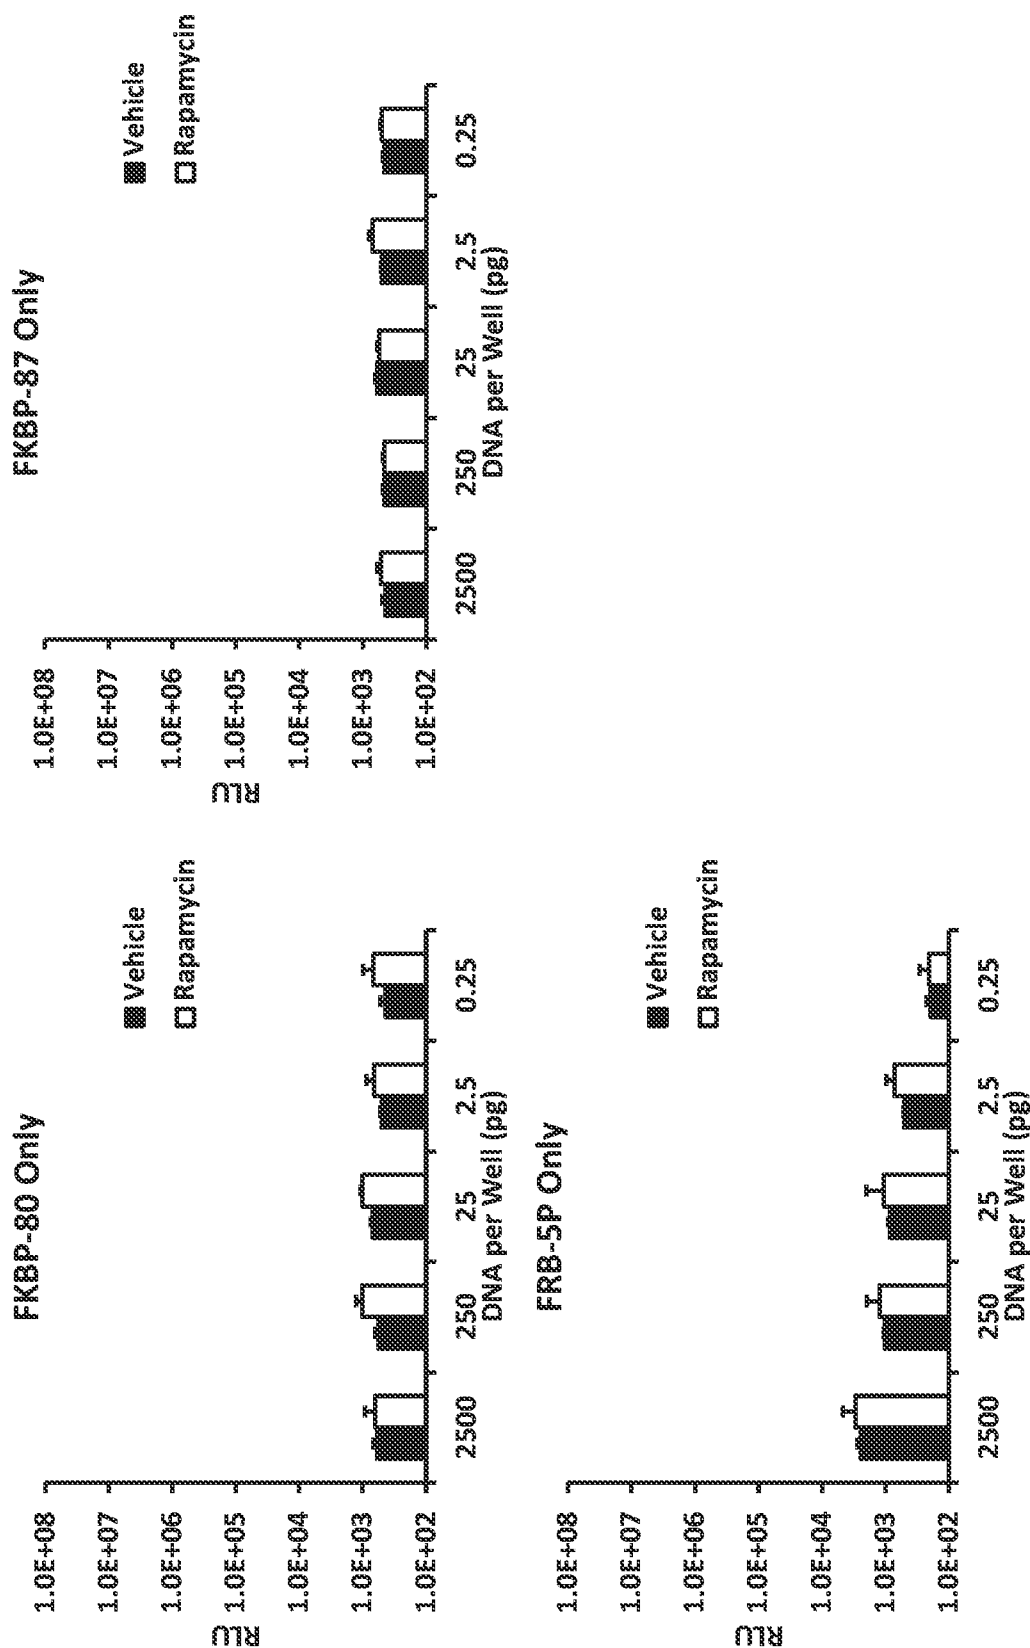 FKBP-80 Only
RLU
1.0E+08
1.0E+07
1.0E+06
1.0E+05
1.0E+04
1.0E+03
1.0E+02
Vehicle
Rapamycin
2500 250 25 2.5 0.25
DNA per Well (pg)
FKBP-87 Only
RLU
1.0E+08
1.0E+07
1.0E+06
1.0E+05
1.0E+04
1.0E+03
1.0E+02
Vehicle
Rapamycin
2500 250 25 2.5 0.25
DNA per Well (pg)
FRB-5P Only
RLU
1.0E+08
1.0E+07
1.0E+06
1.0E+05
1.0E+04
1.0E+03
1.0E+02
Vehicle
Rapamycin
2500 250 25 2.5 0.25
DNA per Well (pg)